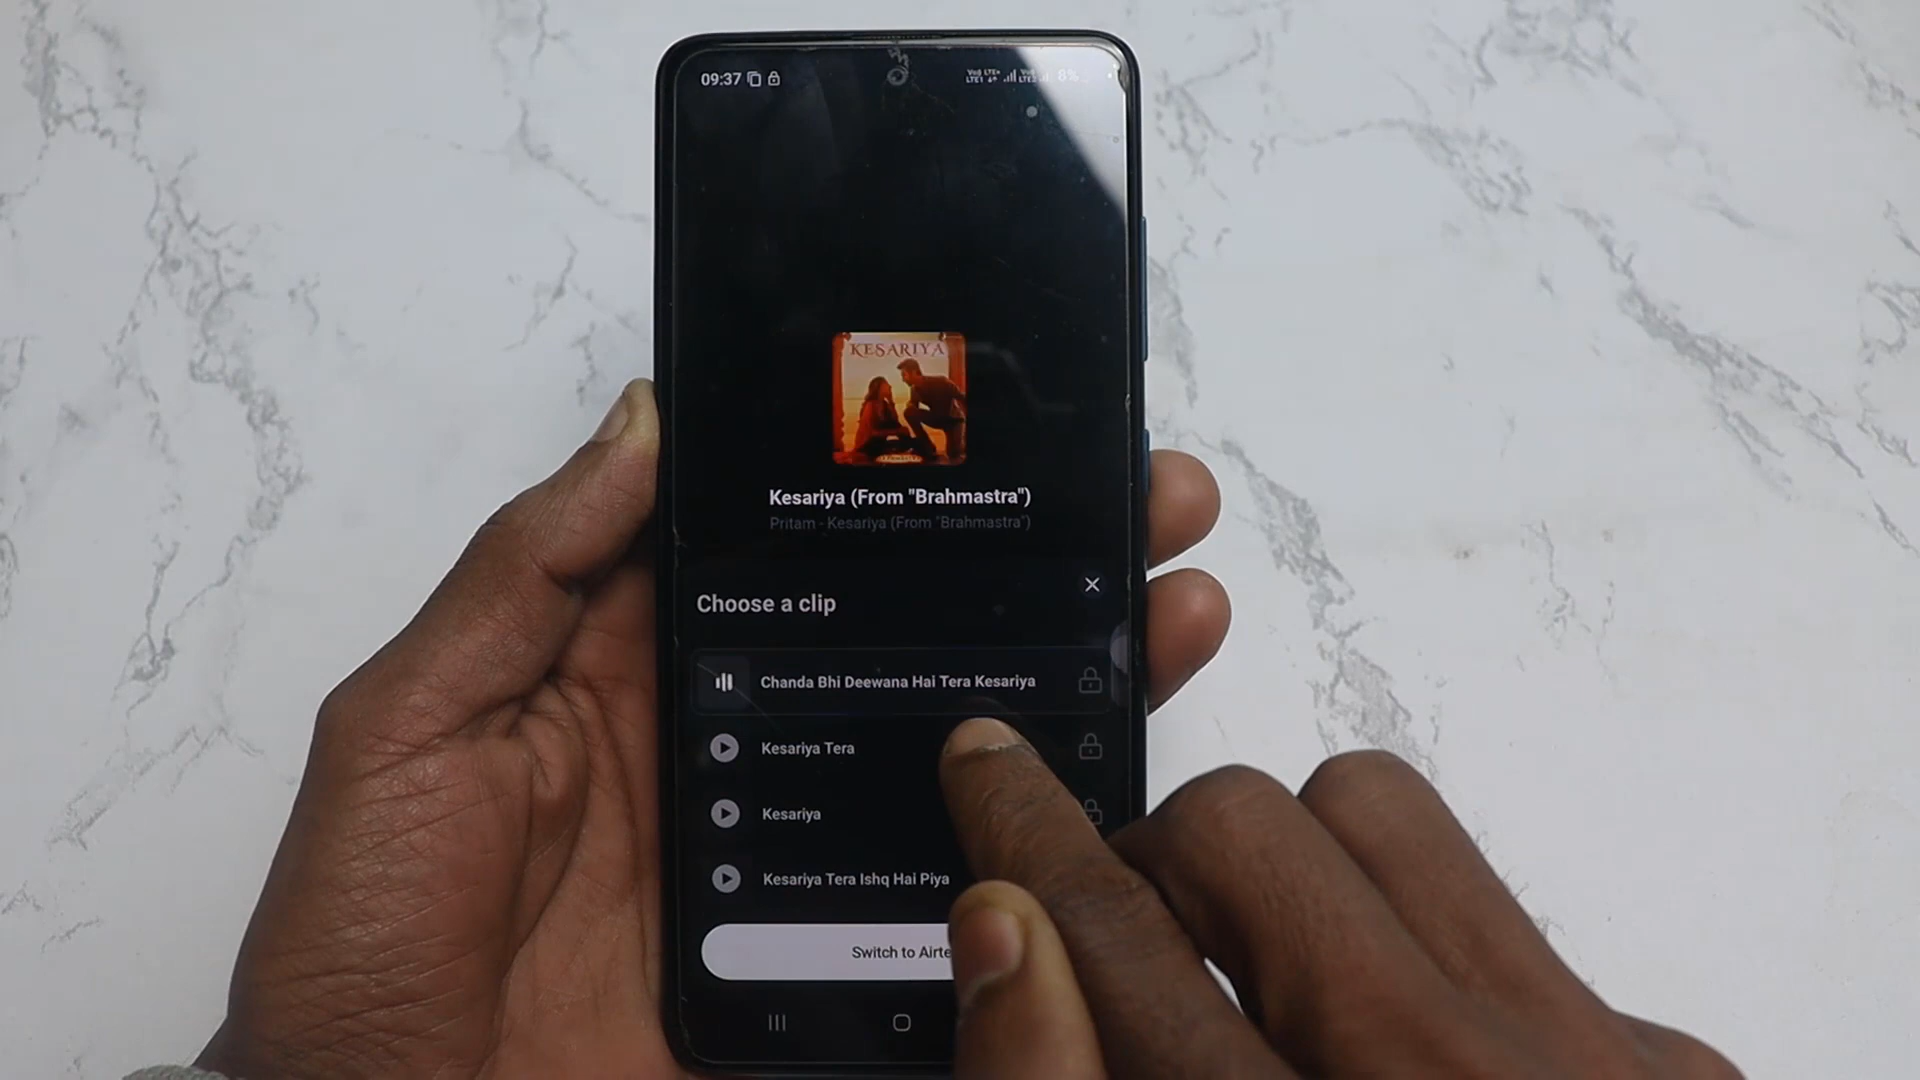 09:37
8%
KESARIYA
Kesariya (From "Brahmastra")
Pritam - Kesariya (From "Brahmastra")
Choose a clip
Chanda Bhi Deewana Hai Tera Kesariya
Kesariya Tera
Kesariya
Kesariya Tera Ishq Hai Piya
Switch to